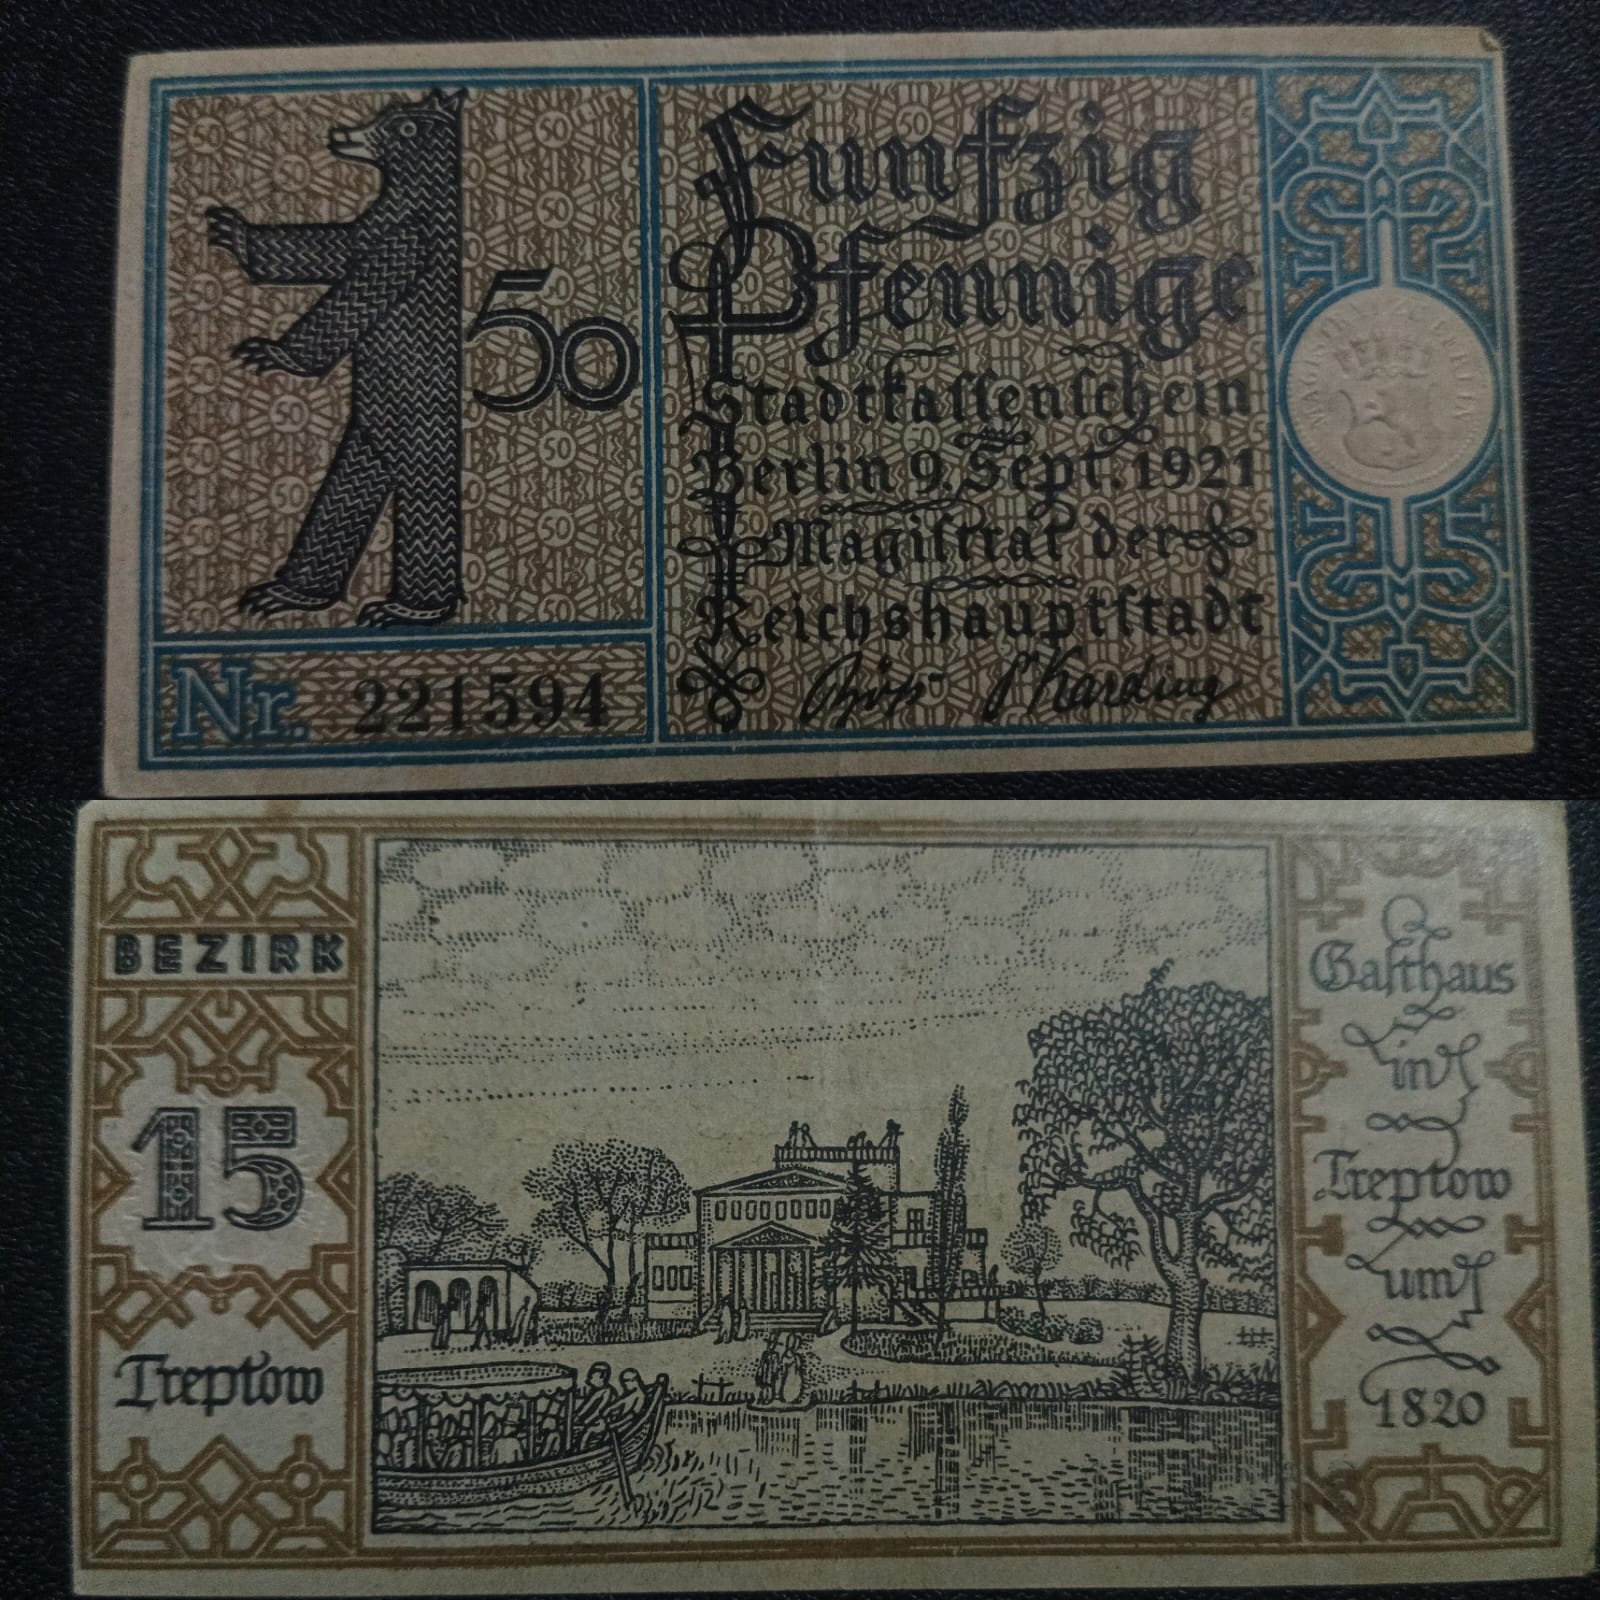 50
Fünfzig
Pfennige
Stadtkaſſenſchein
Berlin 9. Sept. 1921
Magiſtrat der
Reichshauptſtadt
Nr. 221594
BEZIRK
15
Treptow
Gaſthaus
in
Treptow
um
1820